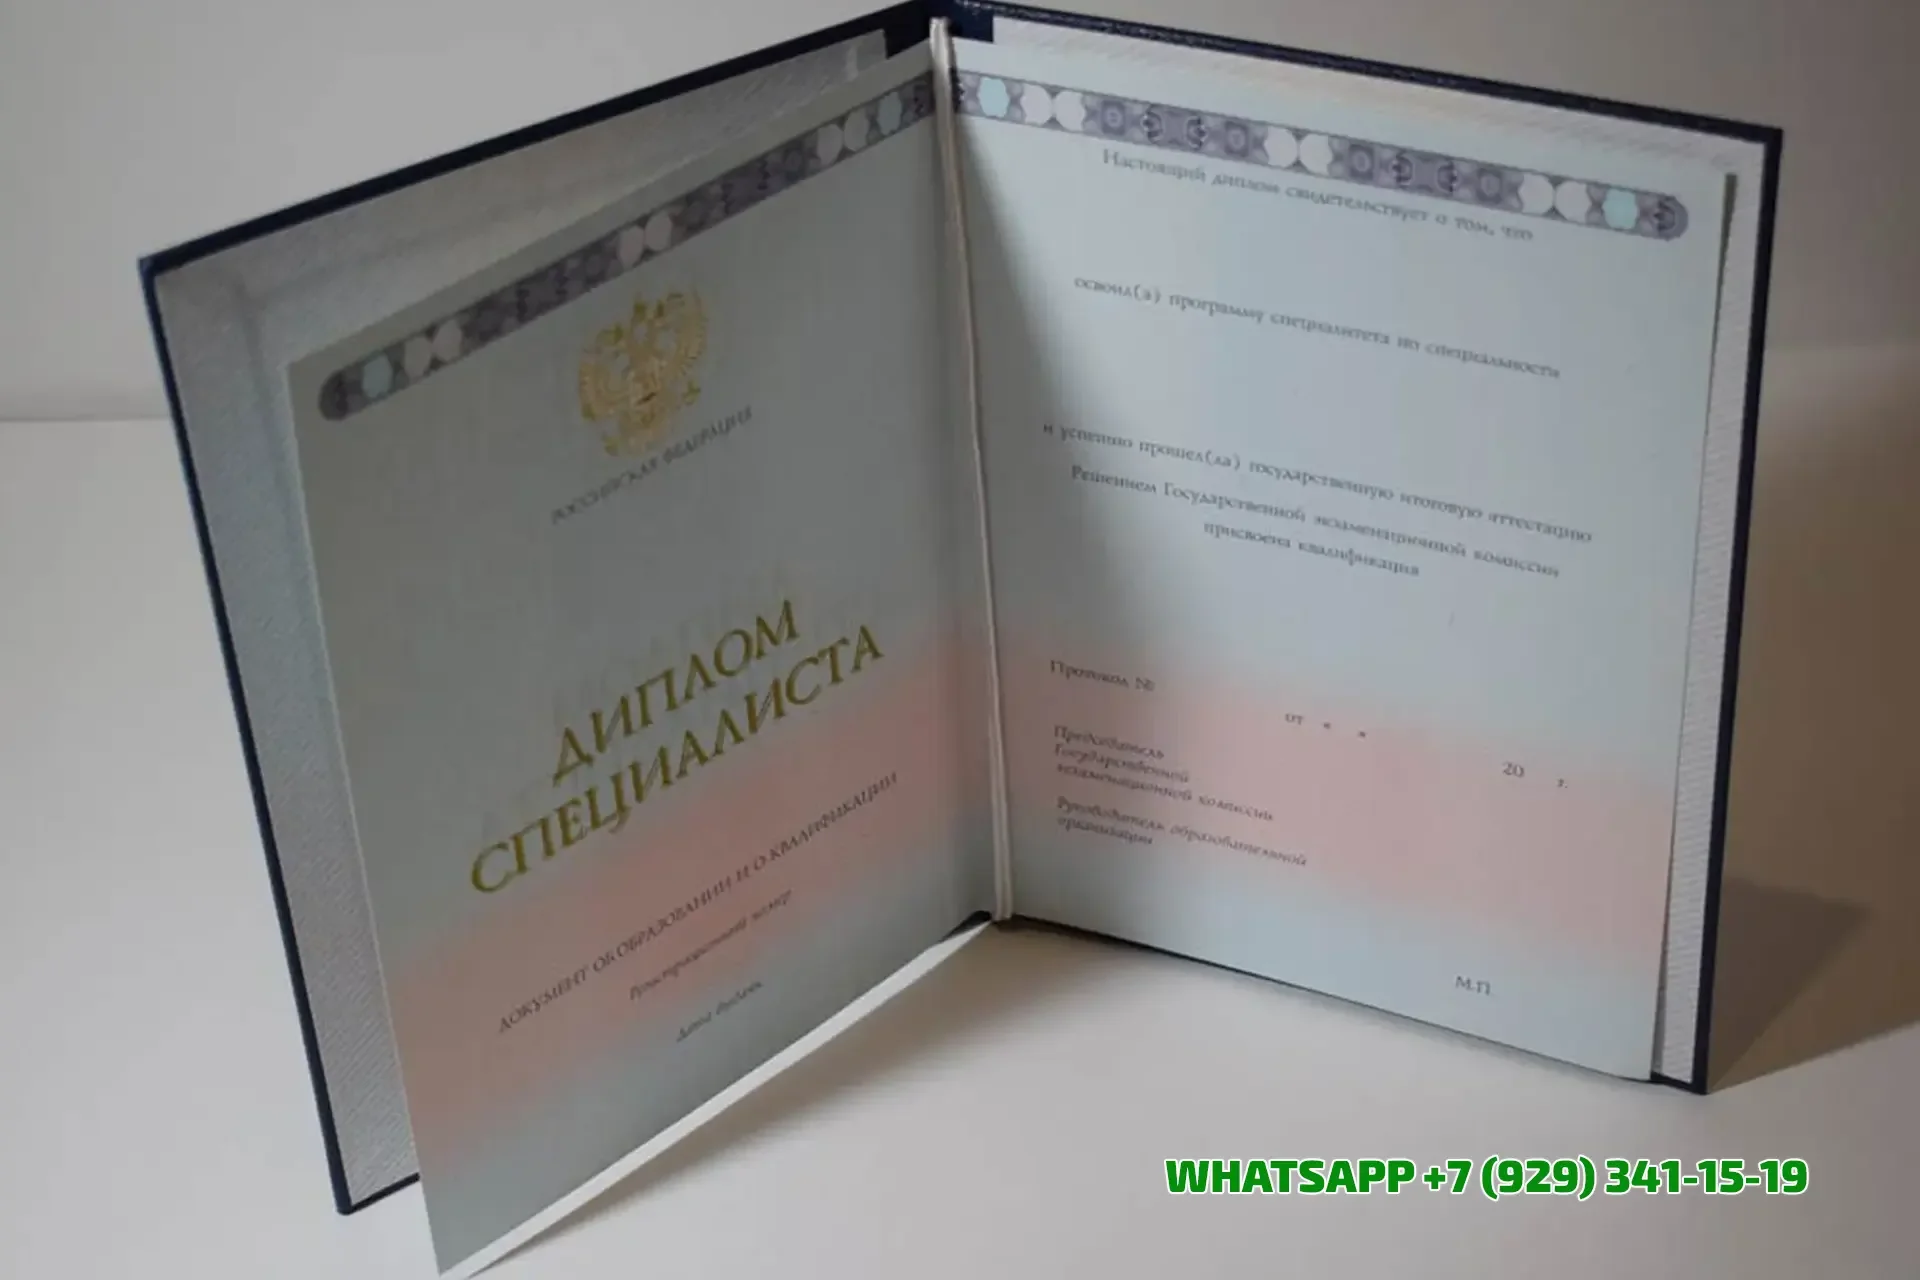 РОССИЙСКАЯ ФЕДЕРАЦИЯ
ДИПЛОМ
СПЕЦИАЛИСТА
ДОКУМЕНТ ОБ ОБРАЗОВАНИИ И О КВАЛИФИКАЦИИ
Регистрационный номер
Дата выдачи
Настоящий диплом свидетельствует о том, что
освоил(а) программу специалитета по специальности
и успешно прошел(ла) государственную итоговую аттестацию
Решением Государственной экзаменационной комиссии
присвоена квалификация
Протокол №
от « » 20 г.
Председатель
Государственной
экзаменационной комиссии
Руководитель образовательной
организации
М.П.
WHATSAPP +7 (929) 341-15-19